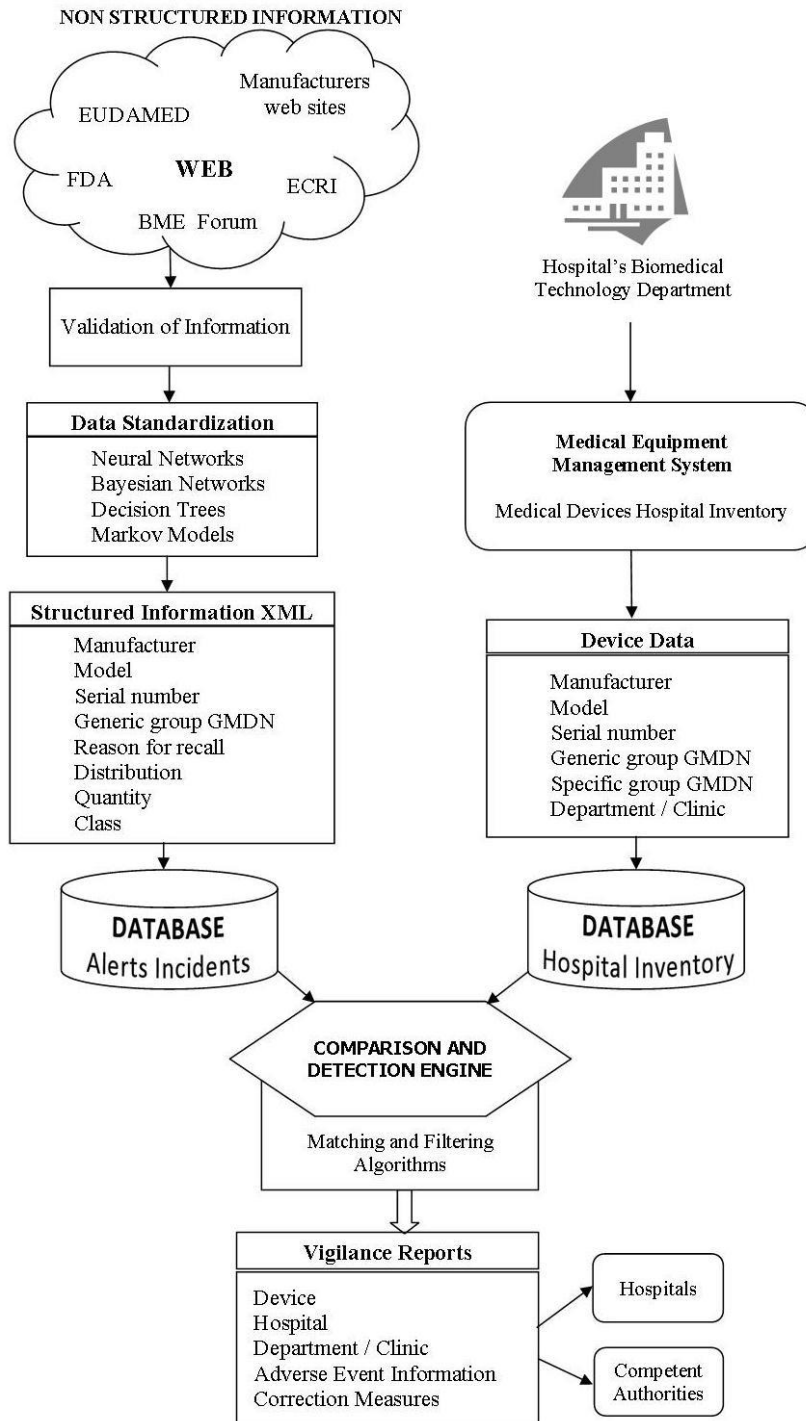 NON STRUCTURED INFORMATION
Manufacturers
web sites
EUDAMED
WEB
FDA
ECRI
BME Forum
Validation of Information
Data Standardization
Neural Networks
Bayesian Networks
Decision Trees
Markov Models
Structured Information XML
Manufacturer
Model
Serial number
Generic group GMDN
Reason for recall
Distribution
Quantity
Class
DATABASE
Alerts Incidents
Hospital's Biomedical
Technology Department
Medical Equipment
Management System
Medical Devices Hospital Inventory
Device Data
Manufacturer
Model
Serial number
Generic group GMDN
Specific group GMDN
Department / Clinic
DATABASE
Hospital Inventory
COMPARISON AND
DETECTION ENGINE
Matching and Filtering
Algorithms
Vigilance Reports
Device
Hospital
Department / Clinic
Adverse Event Information
Correction Measures
Hospitals
Competent
Authorities